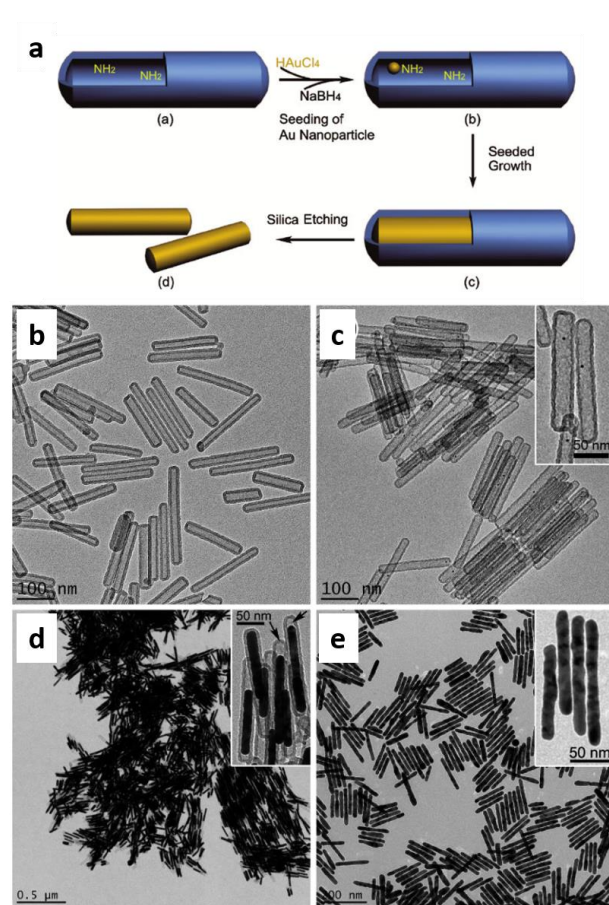 a
NH₂
NH₂
(a)
HAuCl₄
NaBH₄
Seeding of
Au Nanoparticle
NH₂
NH₂
(b)
Seeded
Growth
Silica Etching
(d)
(c)
b
100 nm
c
50 nm
100 nm
d
50 nm
0.5 µm
e
50 nm